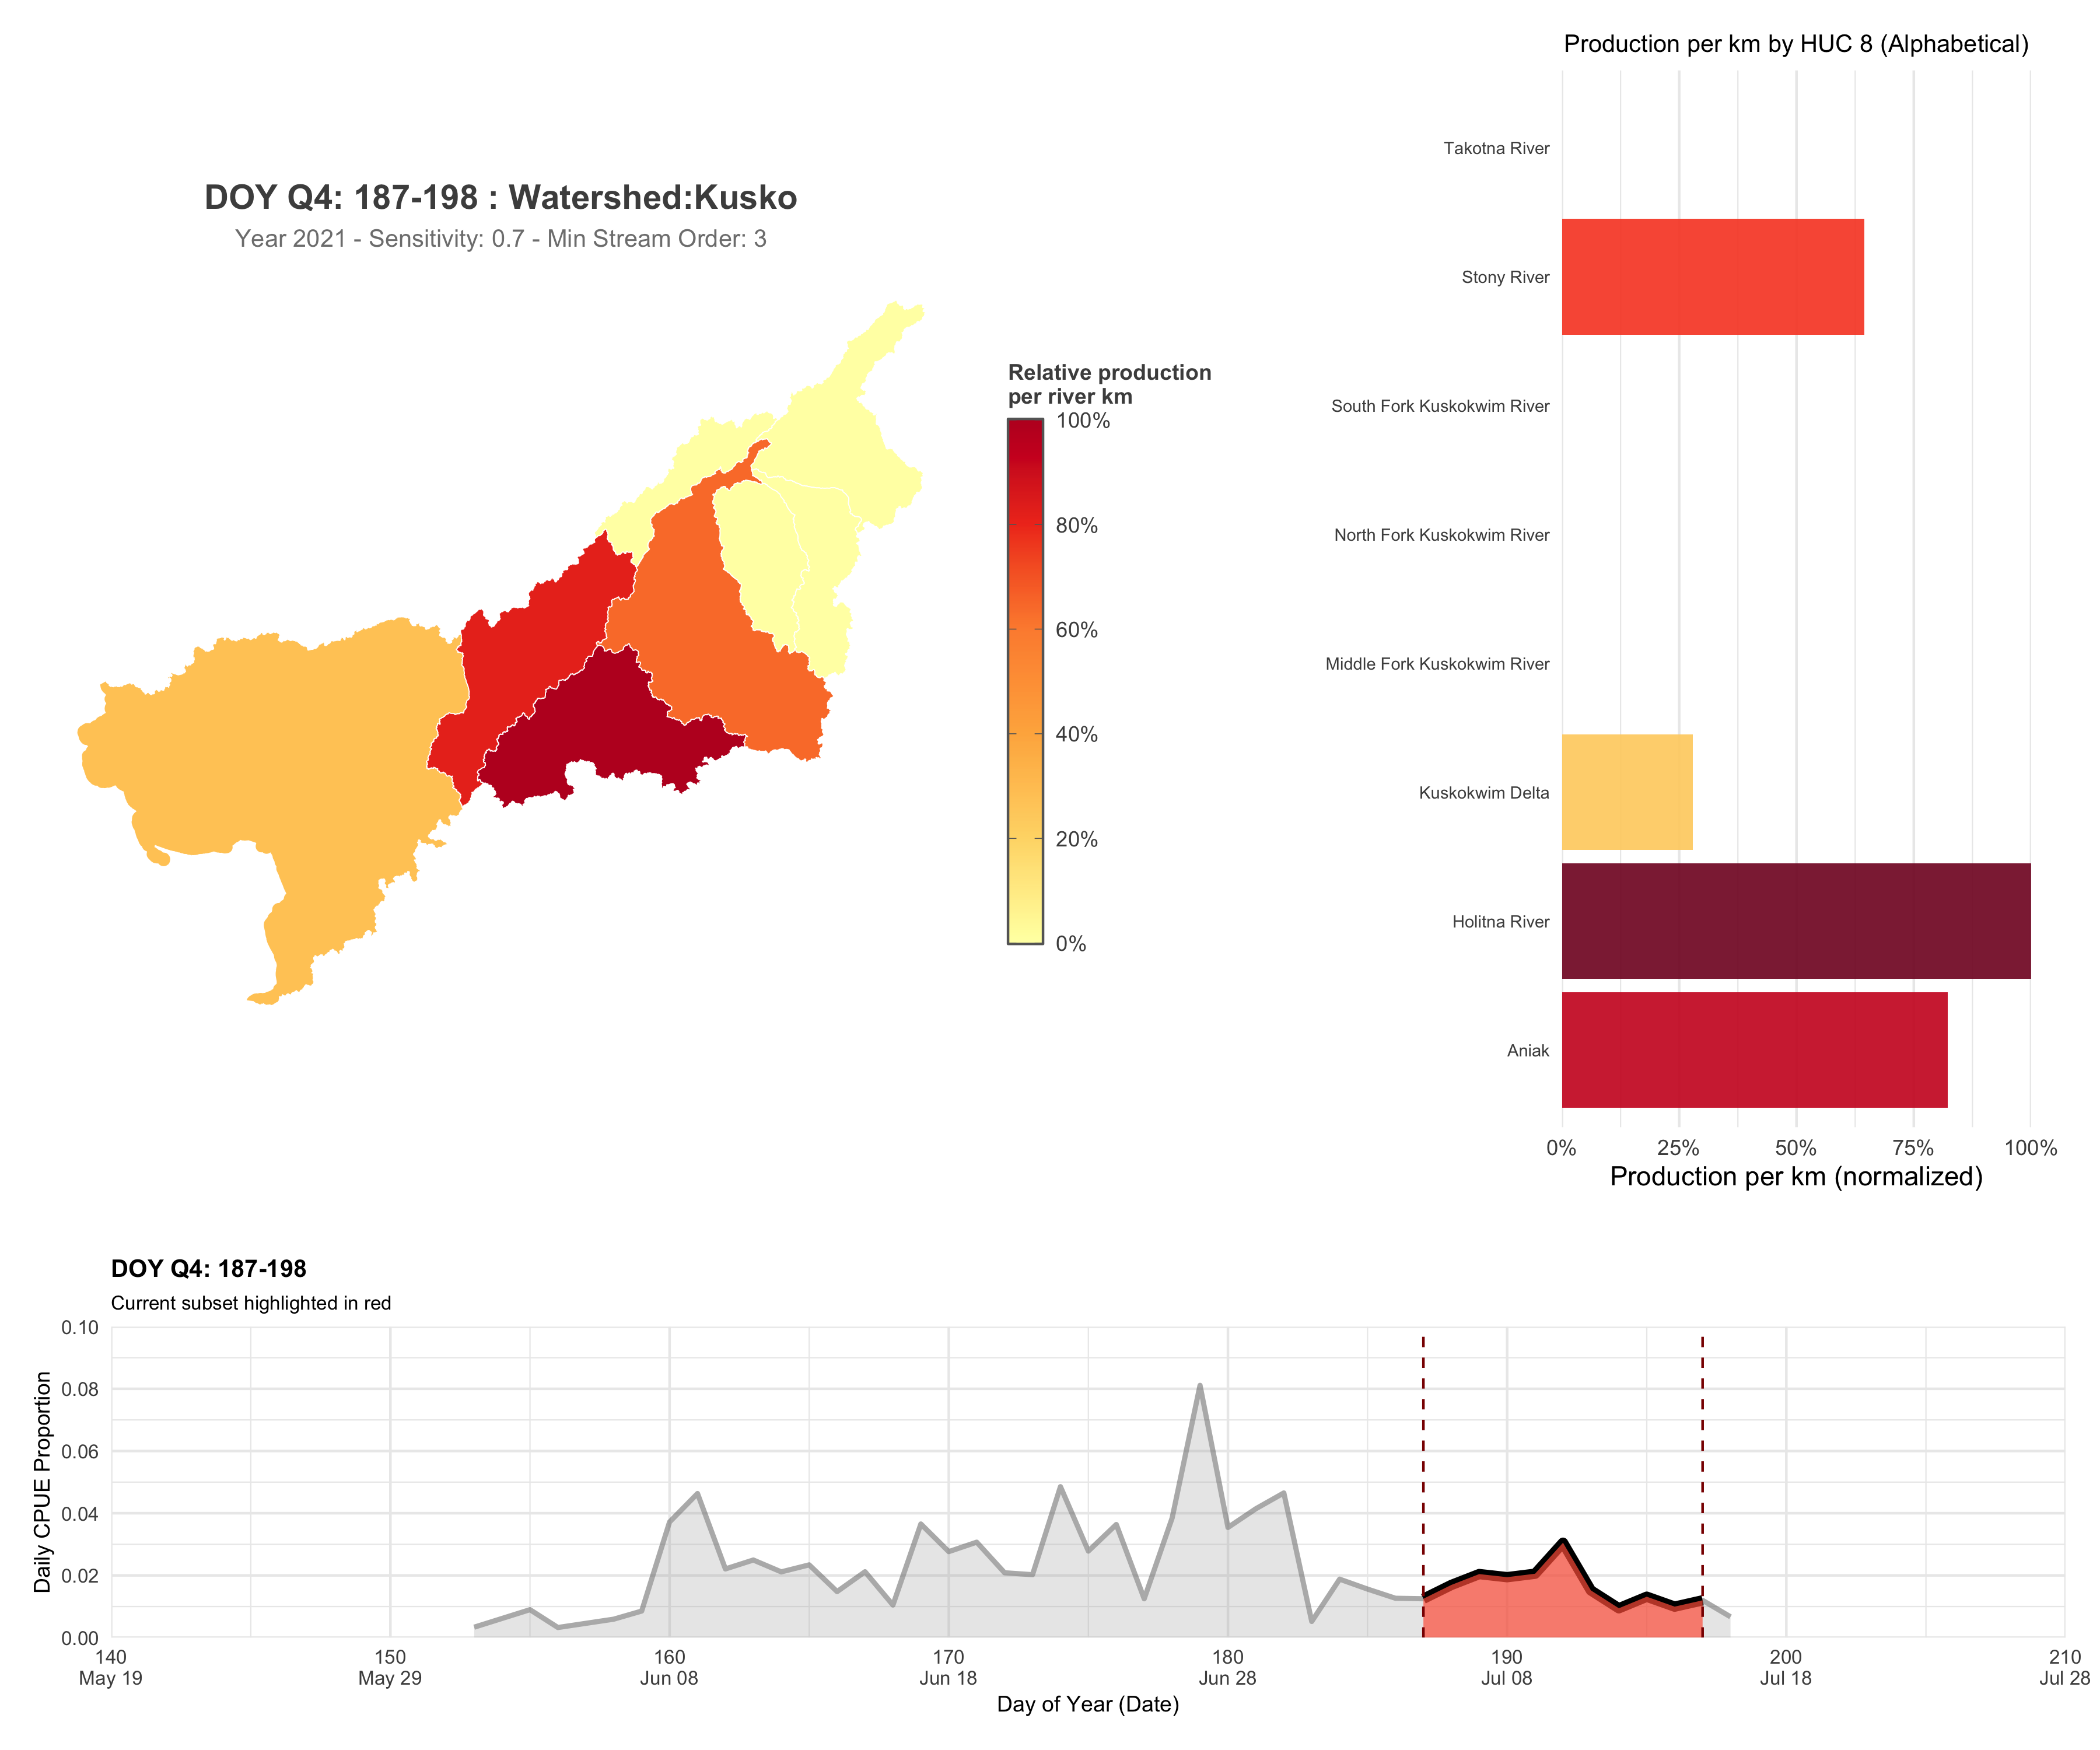 Production per km by HUC 8 (Alphabetical)
Takotna River
Stony River
South Fork Kuskokwim River
North Fork Kuskokwim River
Middle Fork Kuskokwim River
Kuskokwim Delta
Holitna River
Aniak
0% 25% 50% 75% 100%
Production per km (normalized)
DOY Q4: 187-198 : Watershed:Kusko
Year 2021 - Sensitivity: 0.7 - Min Stream Order: 3
Relative production
per river km
100%
80%
60%
40%
20%
0%
DOY Q4: 187-198
Current subset highlighted in red
Daily CPUE Proportion
0.10
0.08
0.06
0.04
0.02
0.00
140 150 160 170 180 190 200 210
May 19 May 29 Jun 08 Jun 18 Jun 28 Jul 08 Jul 18 Jul 28
Day of Year (Date)